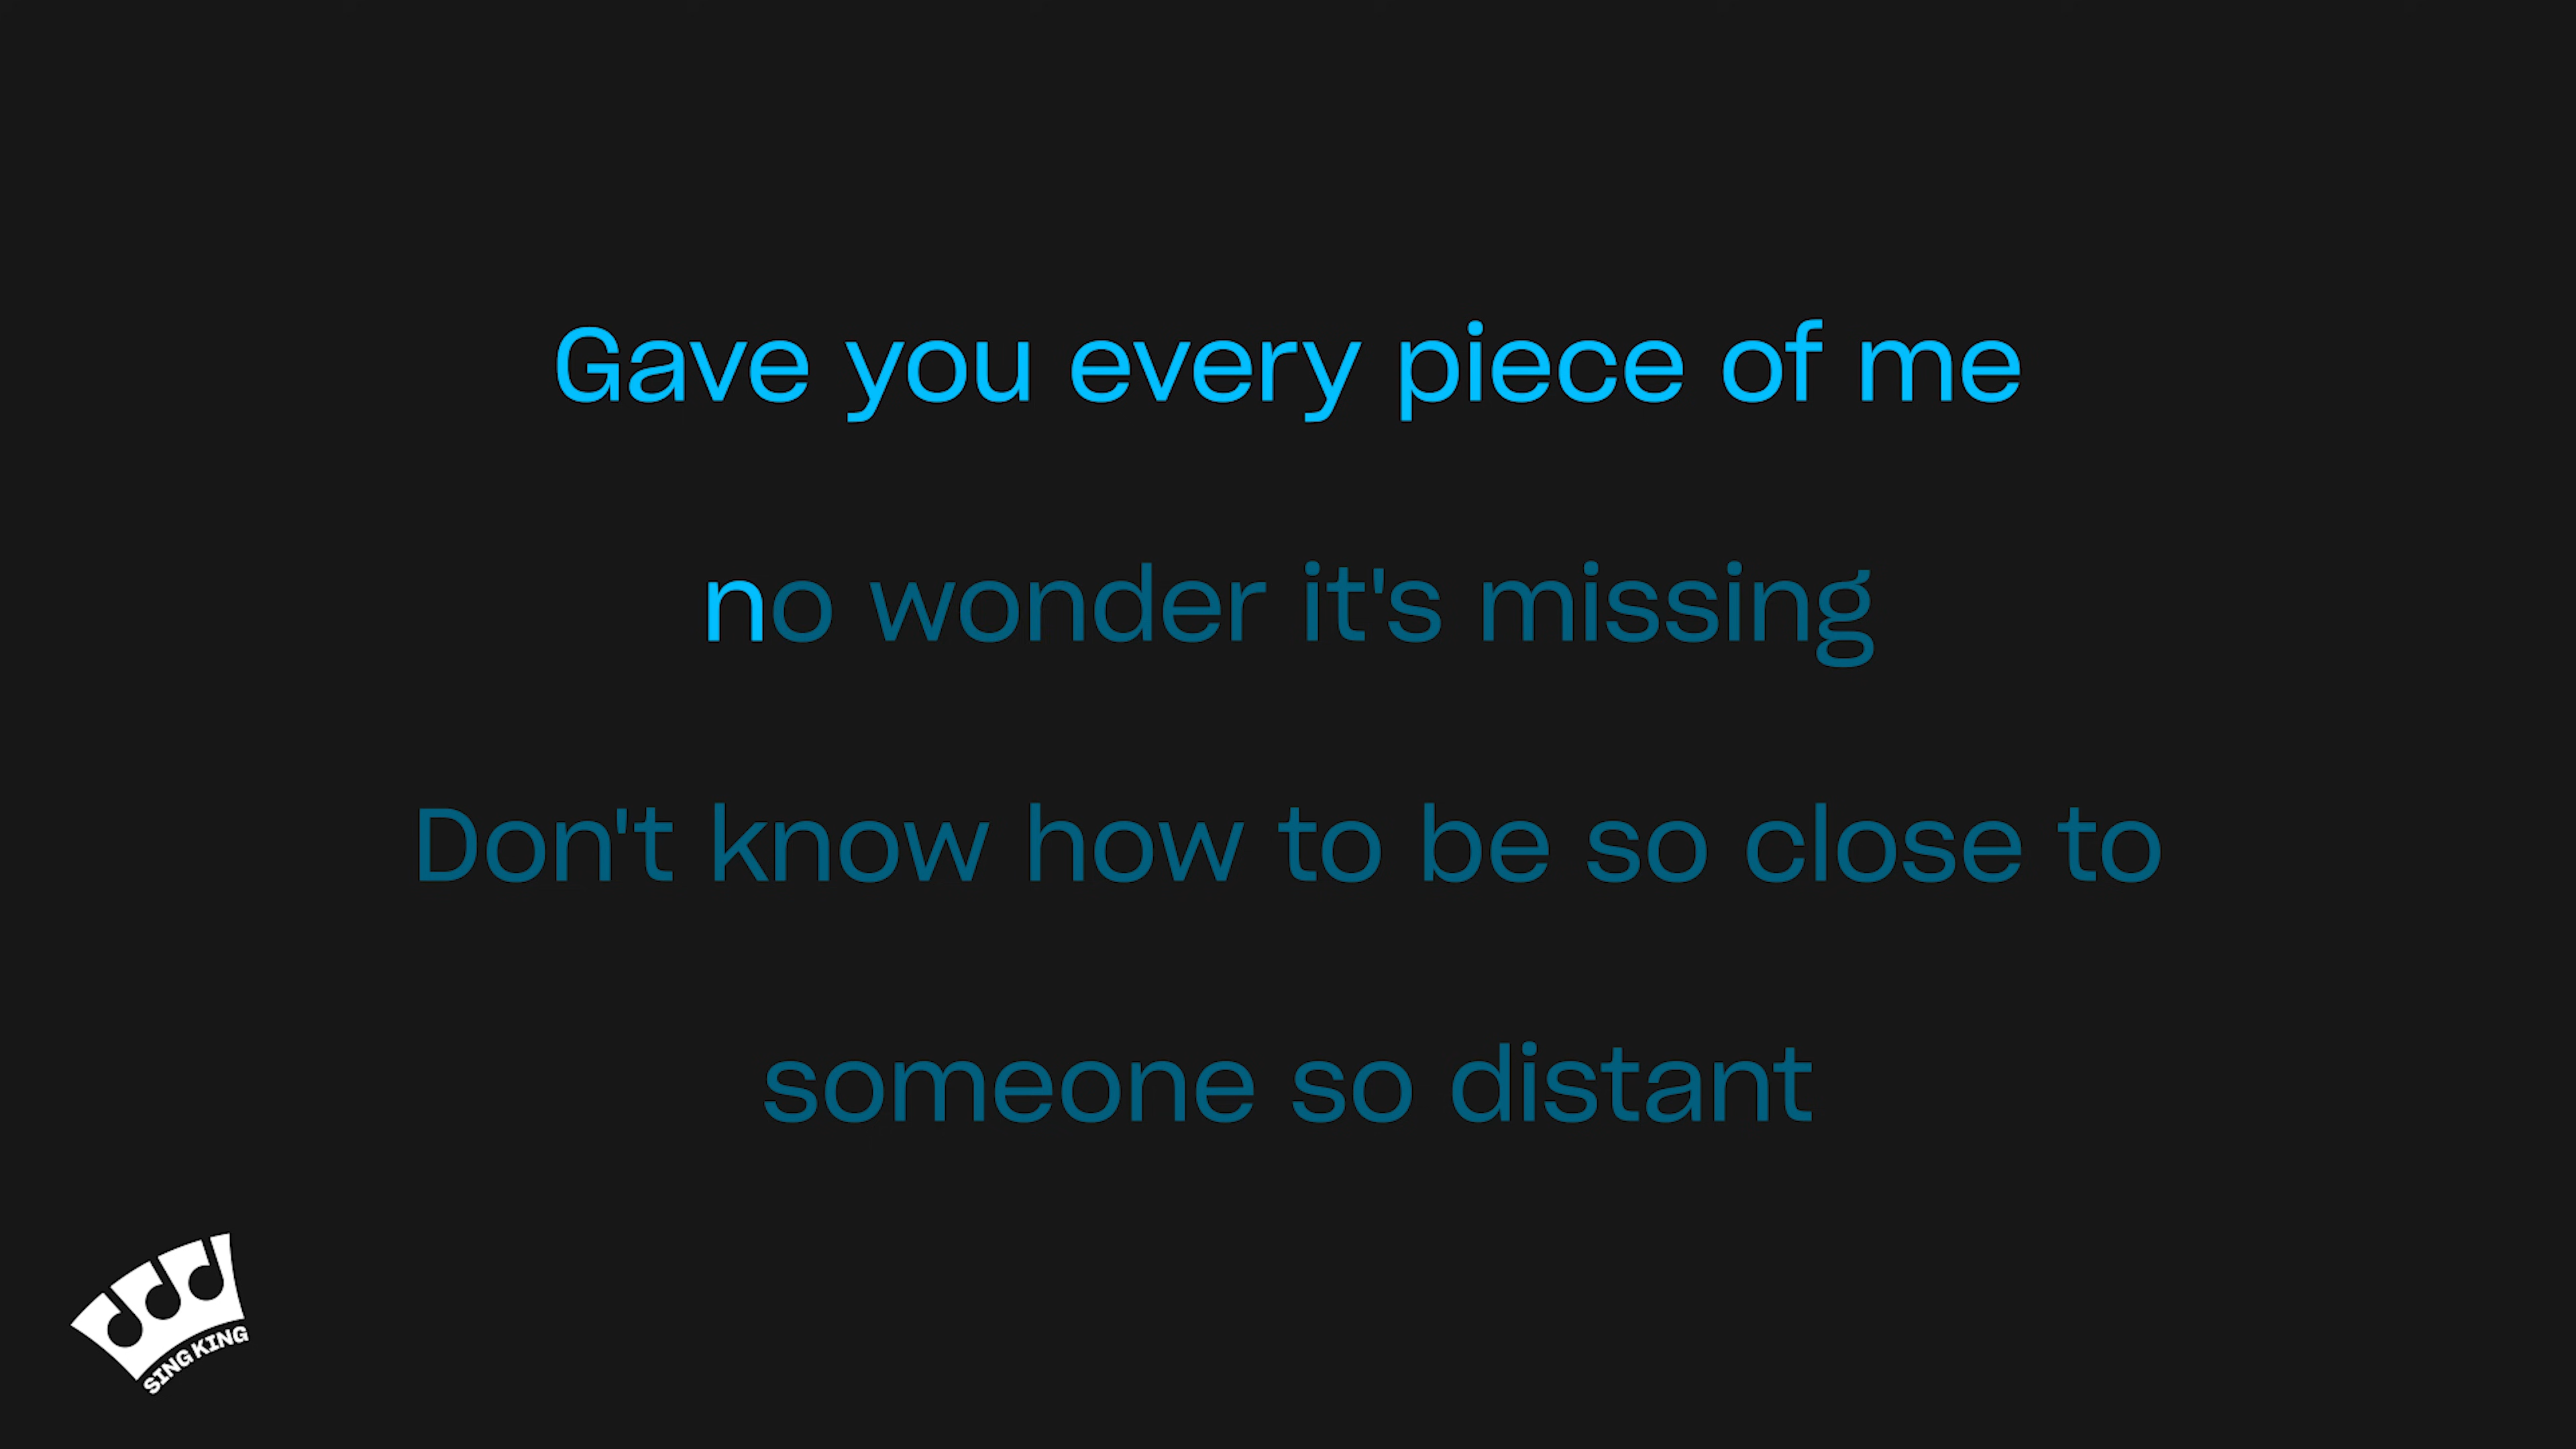 Gave you every piece of me
no wonder it's missing
Don't know how to be so close to
someone so distant
SING KING